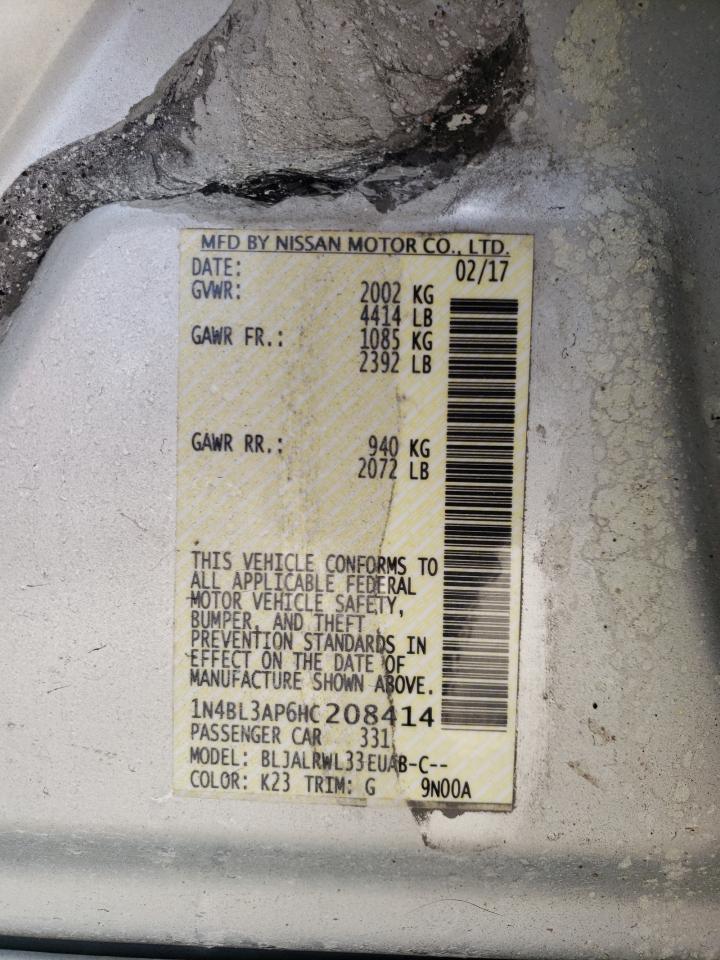 MFD BY NISSAN MOTOR CO., LTD.
DATE: 02/17
GVWR: 2002 KG
4414 LB
GAWR FR.: 1085 KG
2392 LB
GAWR RR.: 940 KG
2072 LB
THIS VEHICLE CONFORMS TO
ALL APPLICABLE FEDERAL
MOTOR VEHICLE SAFETY,
BUMPER, AND THEFT
PREVENTION STANDARDS IN
EFFECT ON THE DATE OF
MANUFACTURE SHOWN ABOVE.
1N4BL3AP6HC208414
PASSENGER CAR 331
MODEL: BLJALRWL33EUAB-C--
COLOR: K23 TRIM: G 9N00A